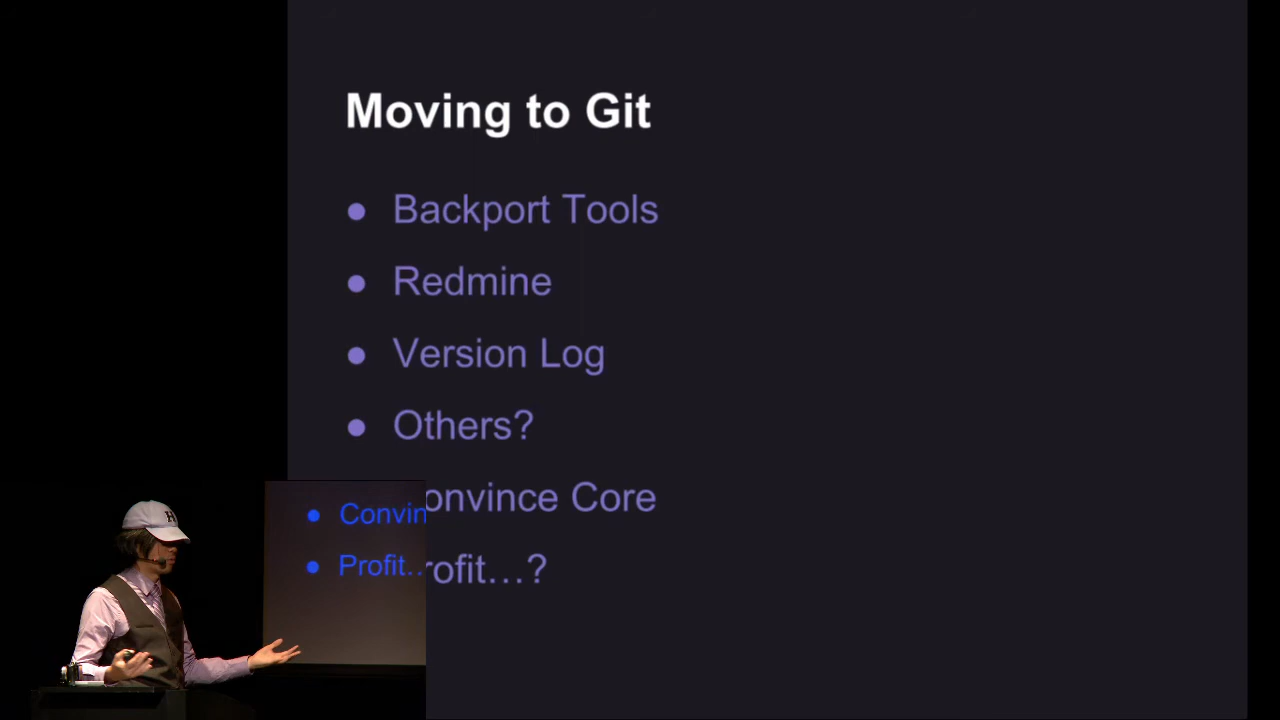 Moving to Git
● Backport Tools
● Redmine
● Version Log
● Others?
onvince Core
rofit…?
● Convin
● Profit..
H